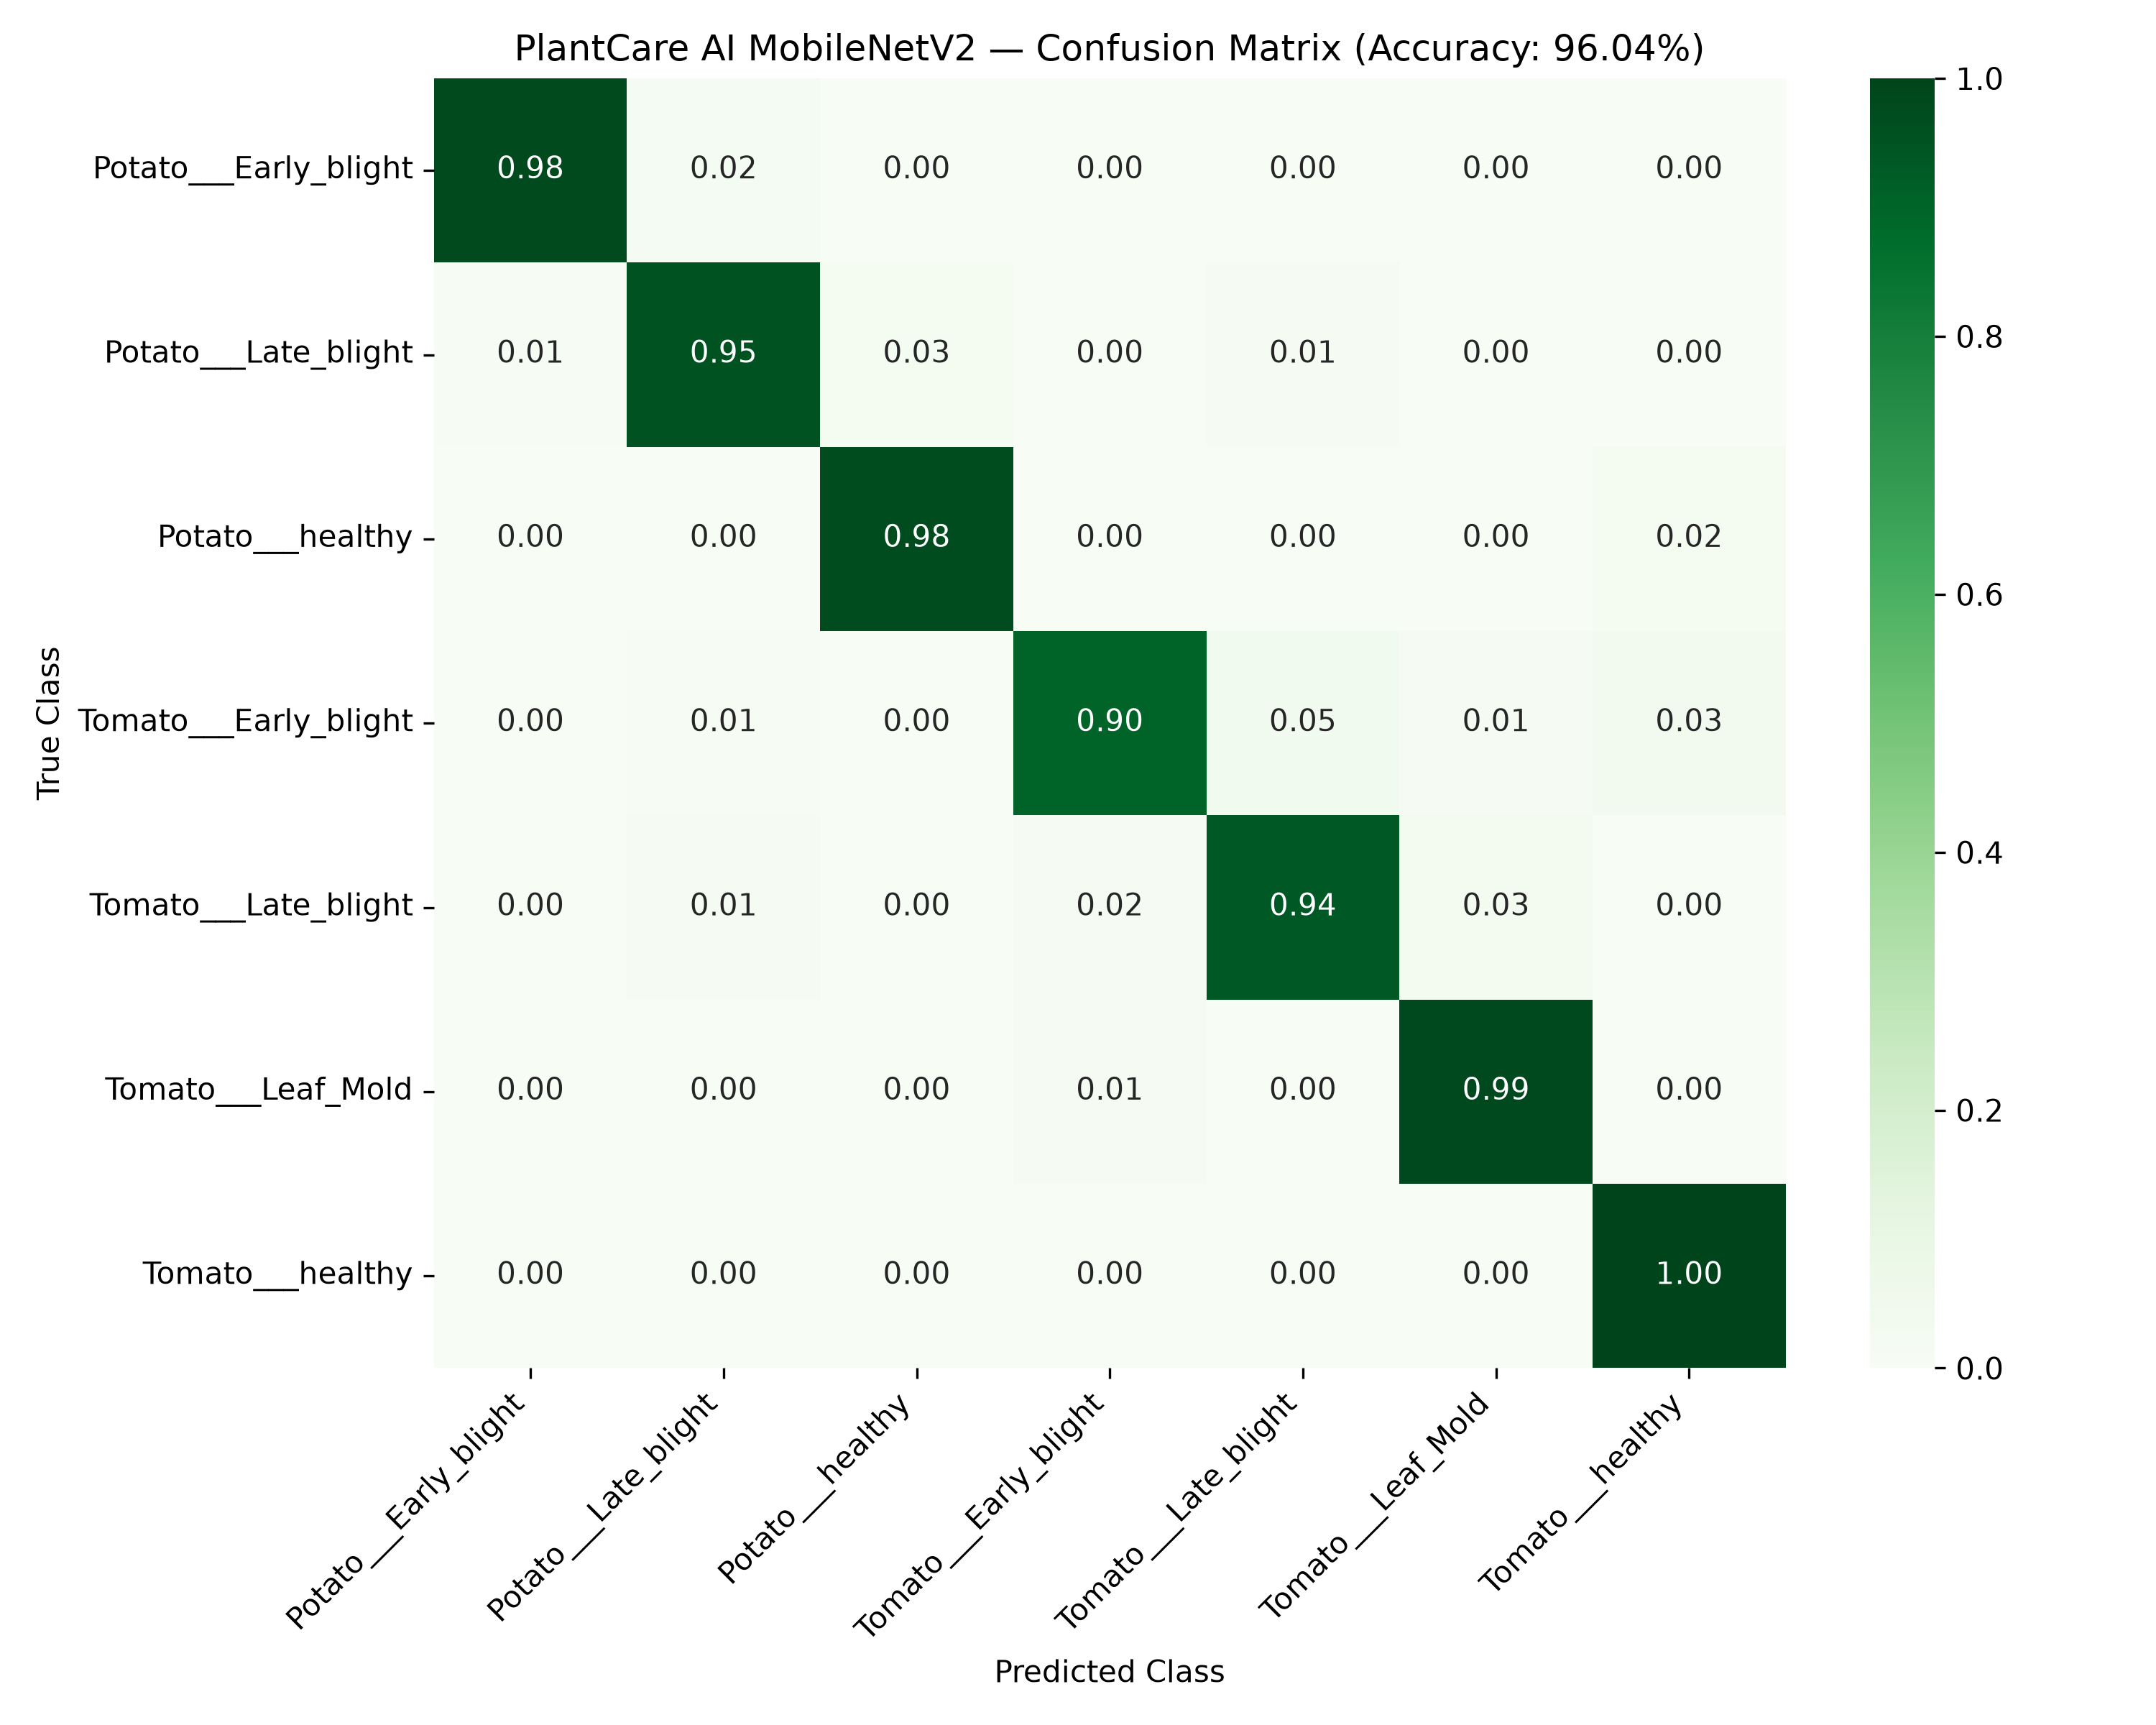 PlantCare AI MobileNetV2 — Confusion Matrix (Accuracy: 96.04%)
True Class
Potato___Early_blight 0.98 0.02 0.00 0.00 0.00 0.00 0.00
Potato___Late_blight 0.01 0.95 0.03 0.00 0.01 0.00 0.00
Potato___healthy 0.00 0.00 0.98 0.00 0.00 0.00 0.02
Tomato___Early_blight 0.00 0.01 0.00 0.90 0.05 0.01 0.03
Tomato___Late_blight 0.00 0.01 0.00 0.02 0.94 0.03 0.00
Tomato___Leaf_Mold 0.00 0.00 0.00 0.01 0.00 0.99 0.00
Tomato___healthy 0.00 0.00 0.00 0.00 0.00 0.00 1.00
Potato___Early_blight
Potato___Late_blight
Potato___healthy
Tomato___Early_blight
Tomato___Late_blight
Tomato___Leaf_Mold
Tomato___healthy
Predicted Class
1.0
0.8
0.6
0.4
0.2
0.0